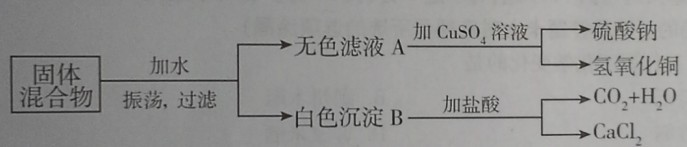 固体
混合物
加水
振荡，过滤
无色滤液 A
加 CuSO₄ 溶液
硫酸钠
氢氧化铜
白色沉淀 B
加盐酸
CO₂+H₂O
CaCl₂